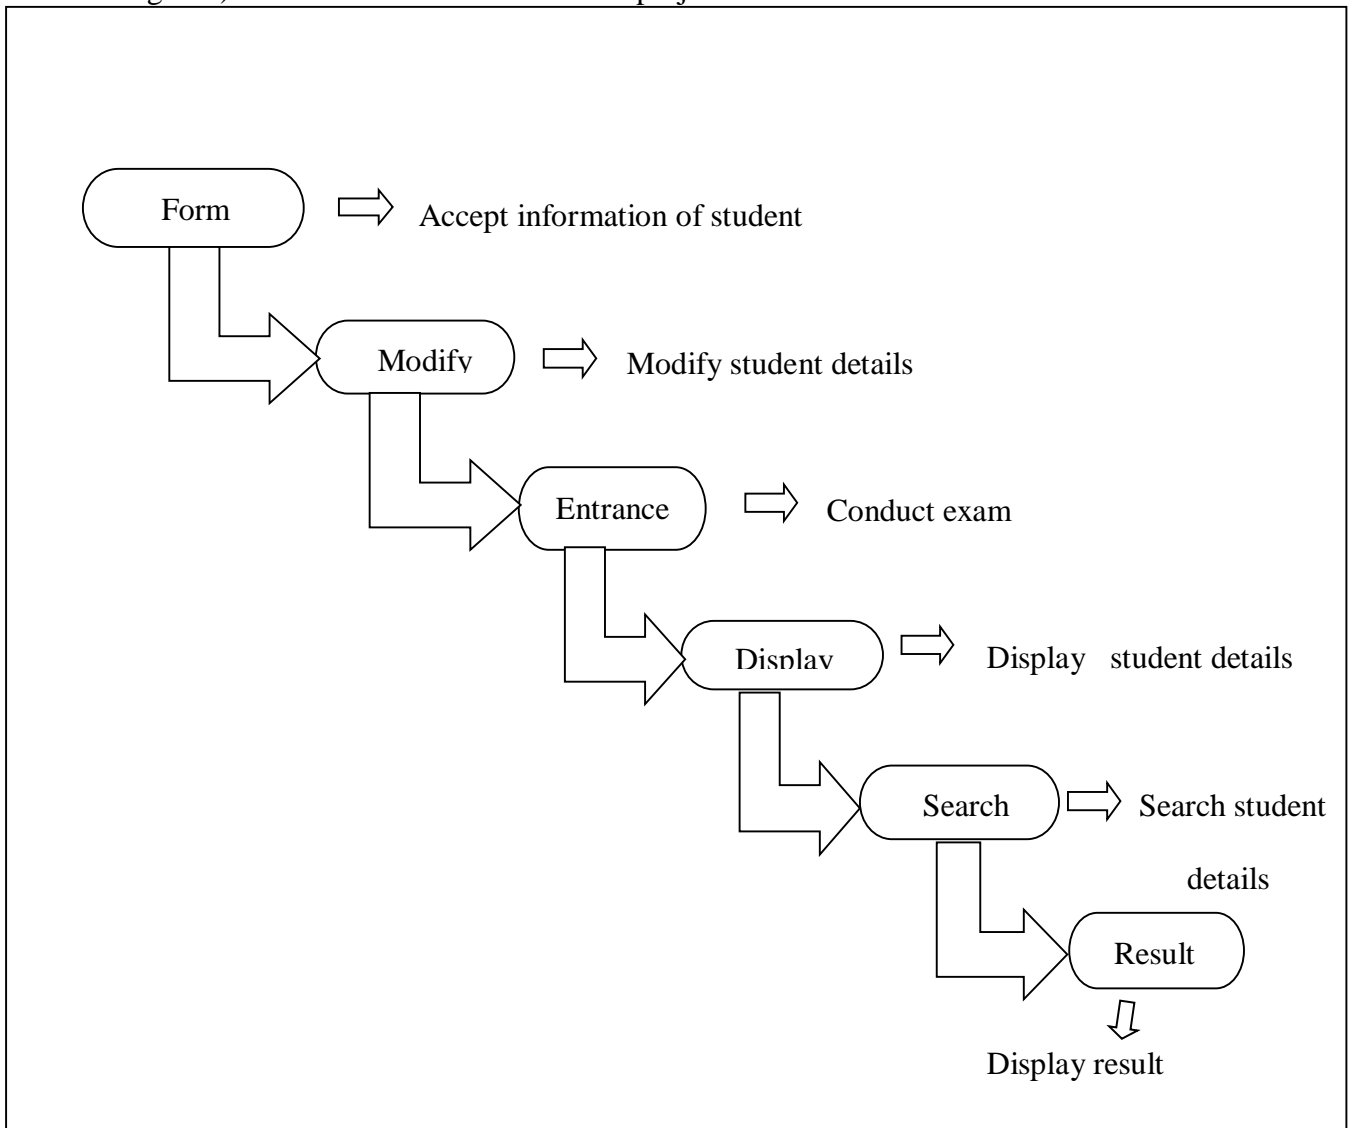 Form
Accept information of student
Modify
Modify student details
Entrance
Conduct exam
Display
Display student details
Search
Search student
details
Result
Display result